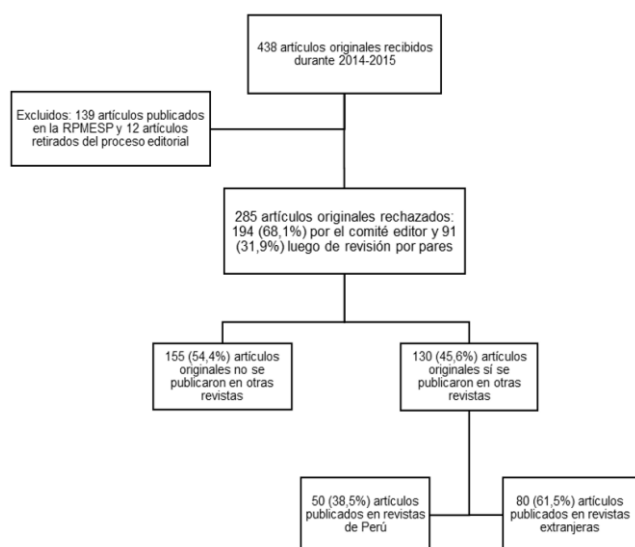 438 artículos originales recibidos
durante 2014-2015
Excluidos: 139 artículos publicados
en la RPMESP y 12 artículos
retirados del proceso editorial
285 artículos originales rechazados:
194 (68,1%) por el comité editor y 91
(31,9%) luego de revisión por pares
155 (54,4%) artículos
originales no se
publicaron en otras
revistas
130 (45,6%) artículos
originales sí se
publicaron en otras
revistas
50 (38,5%) artículos
publicados en revistas
de Perú
80 (61,5%) artículos
publicados en revistas
extranjeras